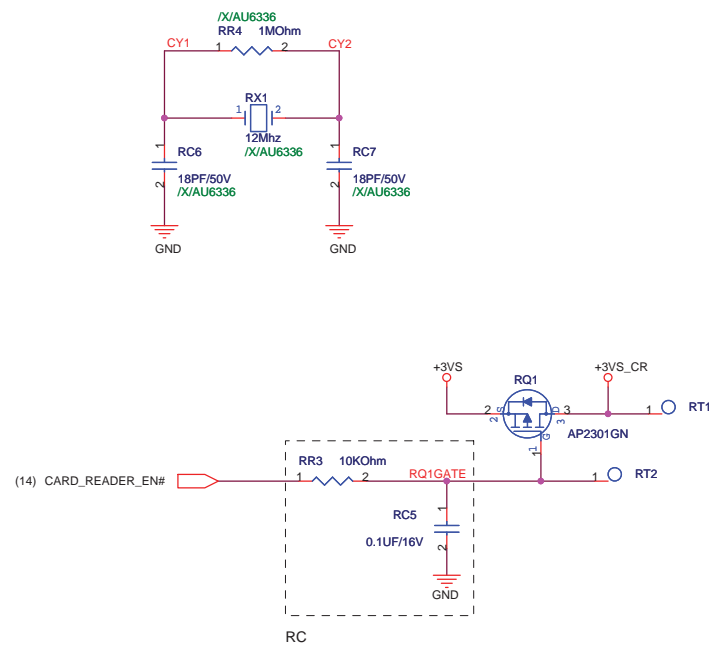 /X/AU6336
RR4 1MOhm
CY1 1 2 CY2
RX1
1 2
12Mhz
/X/AU6336
1 RC6
18PF/50V
2 /X/AU6336
1 RC7
18PF/50V
2 /X/AU6336
GND GND
+3VS +3VS_CR
RQ1
2 S D 3 1 RT1
2 3
G AP2301GN
1 1
RR3 10KOhm
(14) CARD_READER_EN# 1 2 RQ1GATE 1 RT2
1
RC5
0.1UF/16V
2
GND
RC